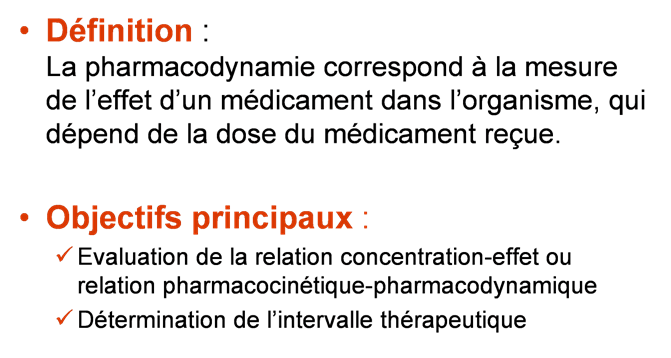 • Définition :
La pharmacodynamie correspond à la mesure
de l’effet d’un médicament dans l’organisme, qui
dépend de la dose du médicament reçue.
• Objectifs principaux :
✓ Evaluation de la relation concentration-effet ou
relation pharmacocinétique-pharmacodynamique
✓ Détermination de l’intervalle thérapeutique